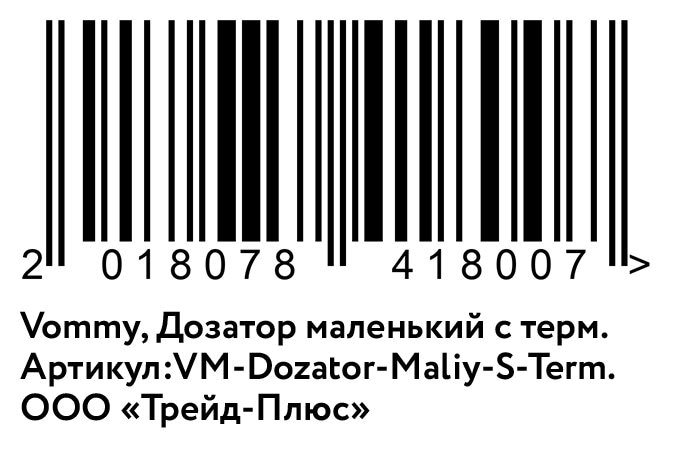 2 018078 418007 >
Vommy, Дозатор маленький с терм.
Артикул:VM-Dozator-Maliy-S-Term.
ООО «Трейд-Плюс»